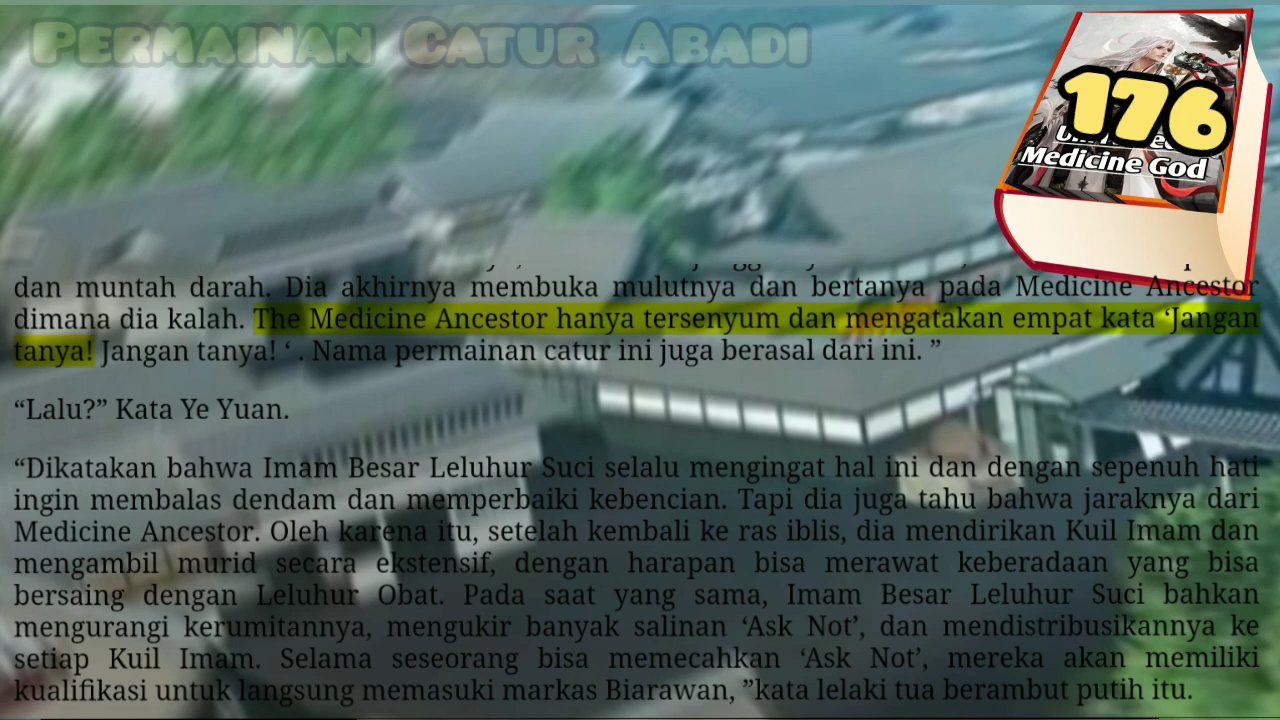 Permainan Catur Abadi
176
Medicine God
dan muntah darah. Dia akhirnya membuka mulutnya dan bertanya pada Medicine Ancestor
dimana dia kalah. The Medicine Ancestor hanya tersenyum dan mengatakan empat kata ‘Jangan
tanya! Jangan tanya! ‘ . Nama permainan catur ini juga berasal dari ini. ”
“Lalu?” Kata Ye Yuan.
“Dikatakan bahwa Imam Besar Leluhur Suci selalu mengingat hal ini dan dengan sepenuh hati
ingin membalas dendam dan memperbaiki kebencian. Tapi dia juga tahu bahwa jaraknya dari
Medicine Ancestor. Oleh karena itu, setelah kembali ke ras iblis, dia mendirikan Kuil Imam dan
mengambil murid secara ekstensif, dengan harapan bisa merawat keberadaan yang bisa
bersaing dengan Leluhur Obat. Pada saat yang sama, Imam Besar Leluhur Suci bahkan
mengurangi kerumitannya, mengukir banyak salinan ‘Ask Not’, dan mendistribusikannya ke
setiap Kuil Imam. Selama seseorang bisa memecahkan ‘Ask Not’, mereka akan memiliki
kualifikasi untuk langsung memasuki markas Biarawan, ”kata lelaki tua berambut putih itu.